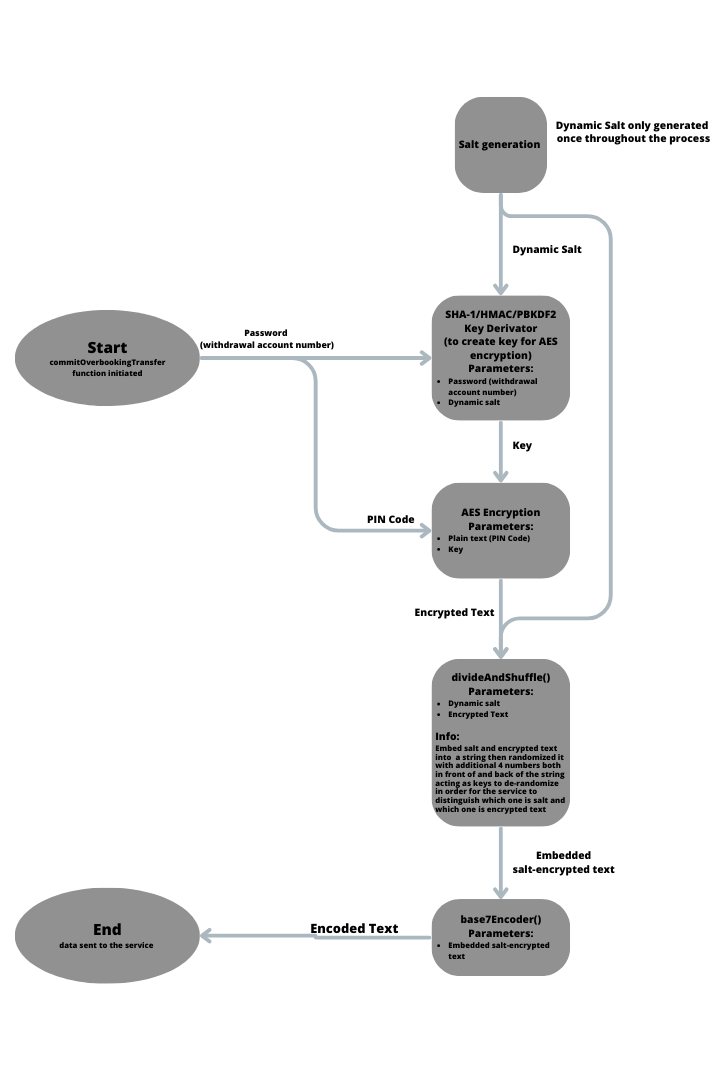 Salt generation
Dynamic Salt only generated
once throughout the process
Dynamic Salt
Start
commitOverbookingTransfer
function initiated
Password
(withdrawal account number)
SHA-1/HMAC/PBKDF2
Key Derivator
(to create key for AES
encryption)
Parameters:
• Password (withdrawal
account number)
• Dynamic salt
Key
PIN Code
AES Encryption
Parameters:
• Plain text (PIN Code)
• Key
Encrypted Text
divideAndShuffle()
Parameters:
• Dynamic salt
• Encrypted Text
Info:
Embed salt and encrypted text
into a string then randomized it
with additional 4 numbers both
in front of and back of the string
acting as keys to de-randomize
in order for the service to
distinguish which one is salt and
which one is encrypted text
Embedded
salt-encrypted text
base7Encoder()
Parameters:
• Embedded salt-encrypted
text
Encoded Text
End
data sent to the service